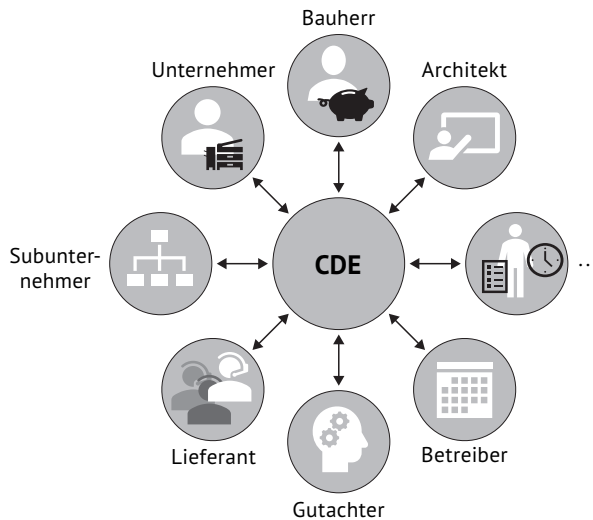 Bauherr
Unternehmer
Architekt
Subunter-
nehmer
CDE
..
Lieferant
Betreiber
Gutachter